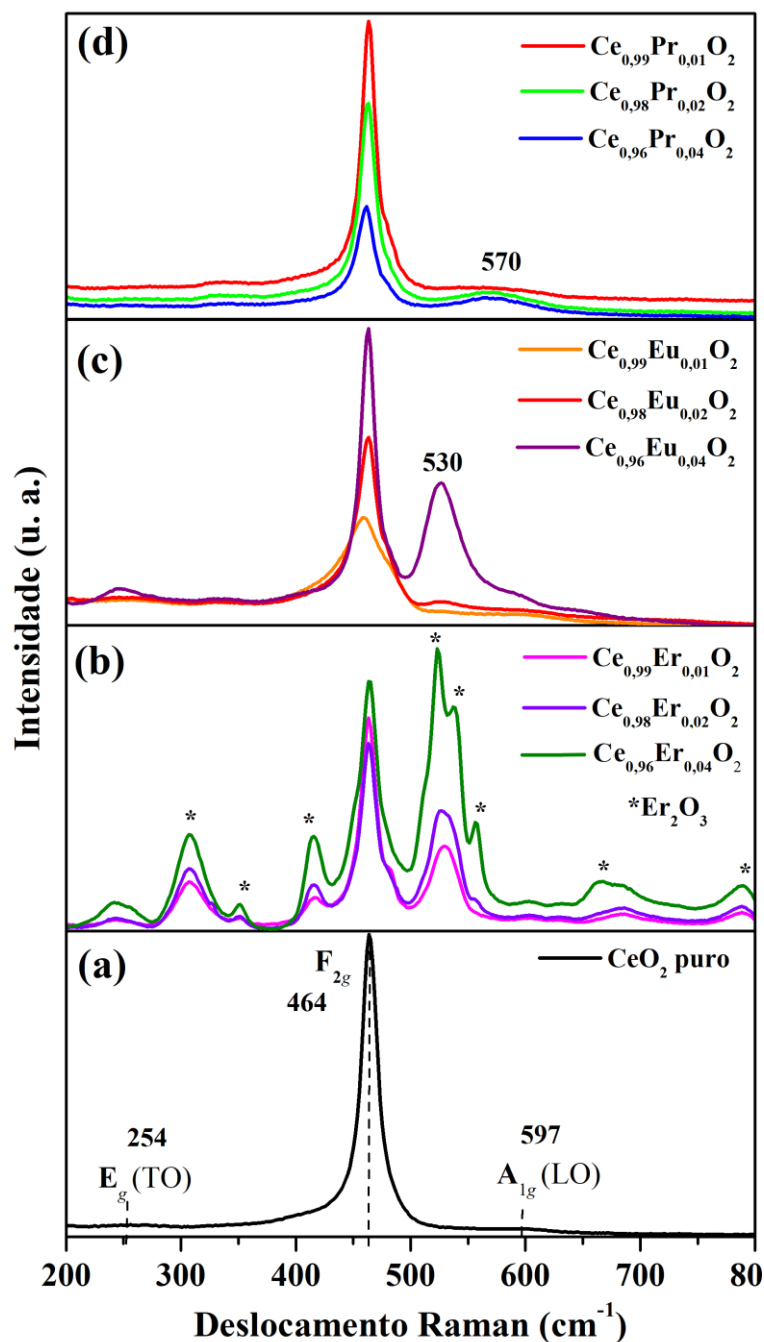 Intensidade (u. a.)
(d)
Ce0,99Pr0,01O2
Ce0,98Pr0,02O2
Ce0,96Pr0,04O2
570
(c)
Ce0,99Eu0,01O2
Ce0,98Eu0,02O2
Ce0,96Eu0,04O2
530
(b)
Ce0,99Er0,01O2
Ce0,98Er0,02O2
Ce0,96Er0,04O2
*Er2O3
* * * * * * * *
(a)
CeO2 puro
F2g
464
254
Eg (TO)
597
A1g (LO)
200 300 400 500 600 700 80
Deslocamento Raman (cm-1)